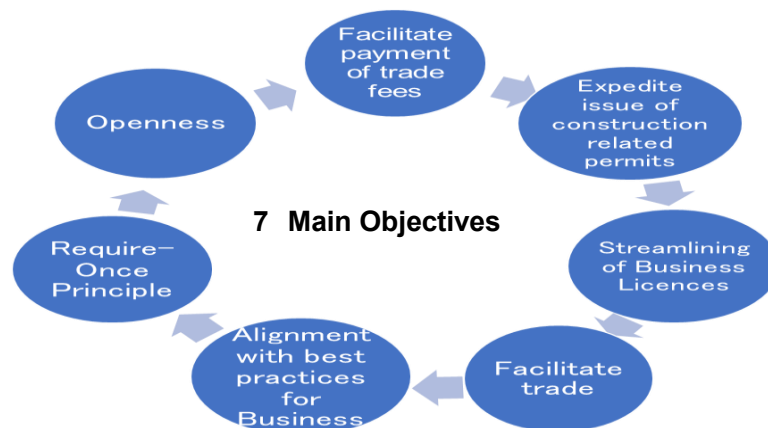 Facilitate
payment
of trade
fees
Expedite
issue of
construction
related
permits
Streamlining
of Business
Licences
Facilitate
trade
Alignment
with best
practices
for
Business
Require-
Once
Principle
Openness
7 Main Objectives